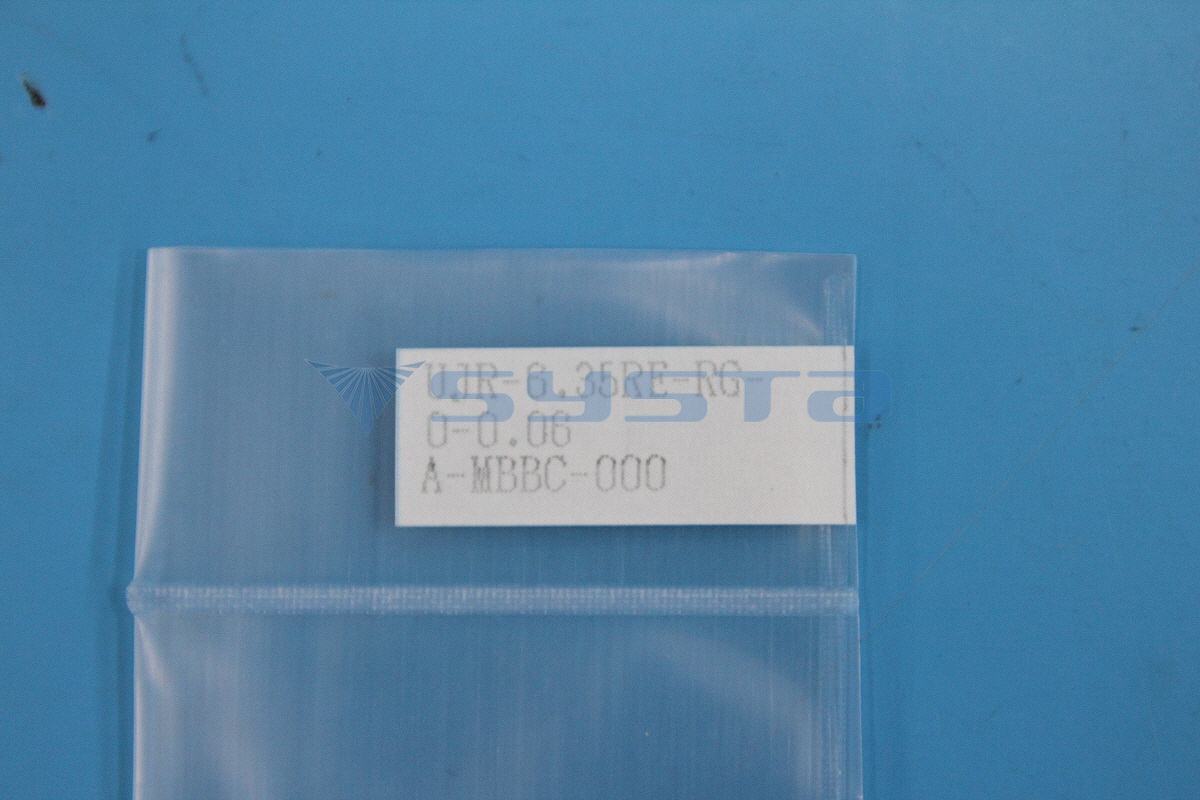 UJR-6.35RE-RG-
0-0.06
A-MBBC-000
SYSTA